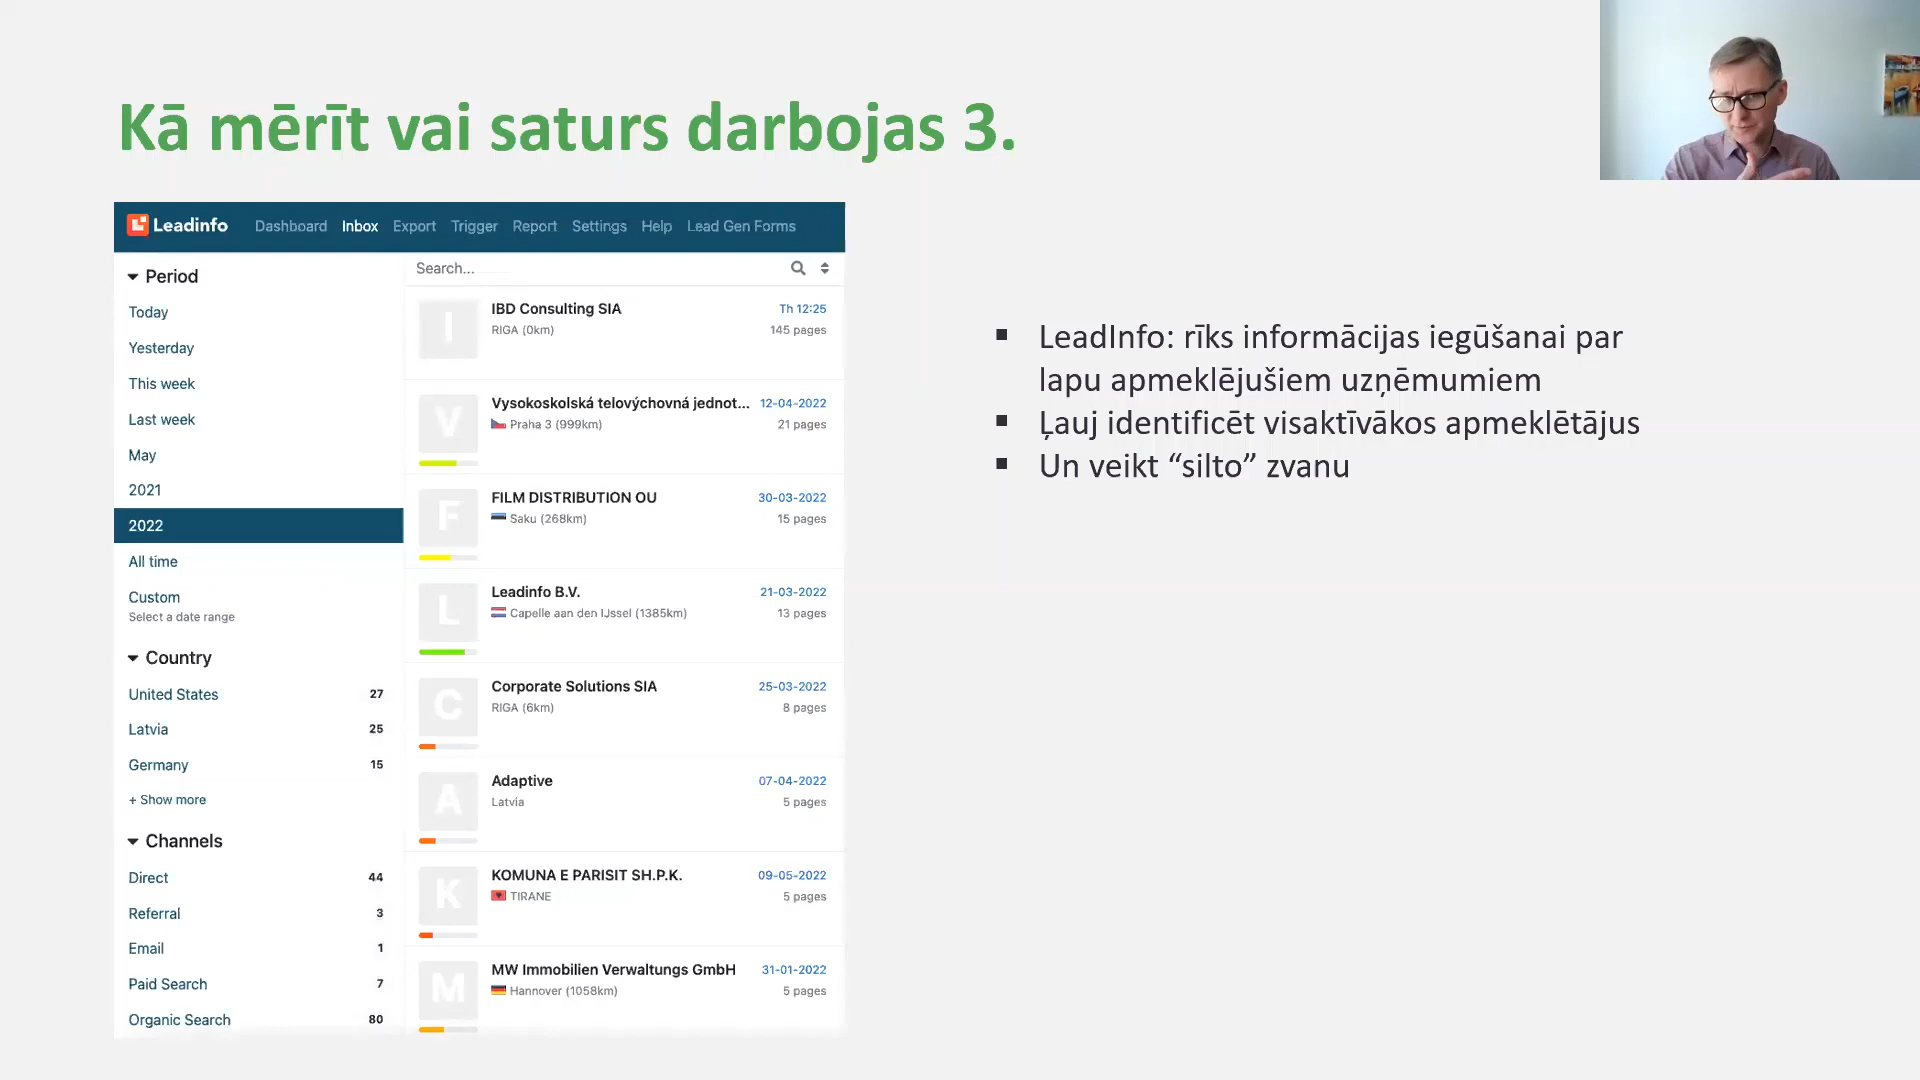 Kā mērīt vai saturs darbojas 3.
Leadinfo Dashboard Inbox Export Trigger Report Settings Help Lead Gen Forms
Period
Today
Yesterday
This week
Last week
May
2021
2022
All time
Custom
Select a date range
Country
United States 27
Latvia 25
Germany 15
+ Show more
Channels
Direct 44
Referral 3
Email 1
Paid Search 7
Organic Search 80
Search...
I
IBD Consulting SIA Th 12:25
RIGA (0km) 145 pages
V
Vysokoskolská telovýchovná jednot... 12-04-2022
Praha 3 (999km) 21 pages
F
FILM DISTRIBUTION OU 30-03-2022
Saku (268km) 15 pages
L
Leadinfo B.V. 21-03-2022
Capelle aan den IJssel (1385km) 13 pages
C
Corporate Solutions SIA 25-03-2022
RIGA (6km) 8 pages
A
Adaptive 07-04-2022
Latvia 5 pages
K
KOMUNA E PARISIT SH.P.K. 09-05-2022
TIRANE 5 pages
M
MW Immobilien Verwaltungs GmbH 31-01-2022
Hannover (1058km) 5 pages
▪ LeadInfo: rīks informācijas iegūšanai par
lapu apmeklējušiem uzņēmumiem
▪ Ļauj identificēt visaktīvākos apmeklētājus
▪ Un veikt “silto” zvanu